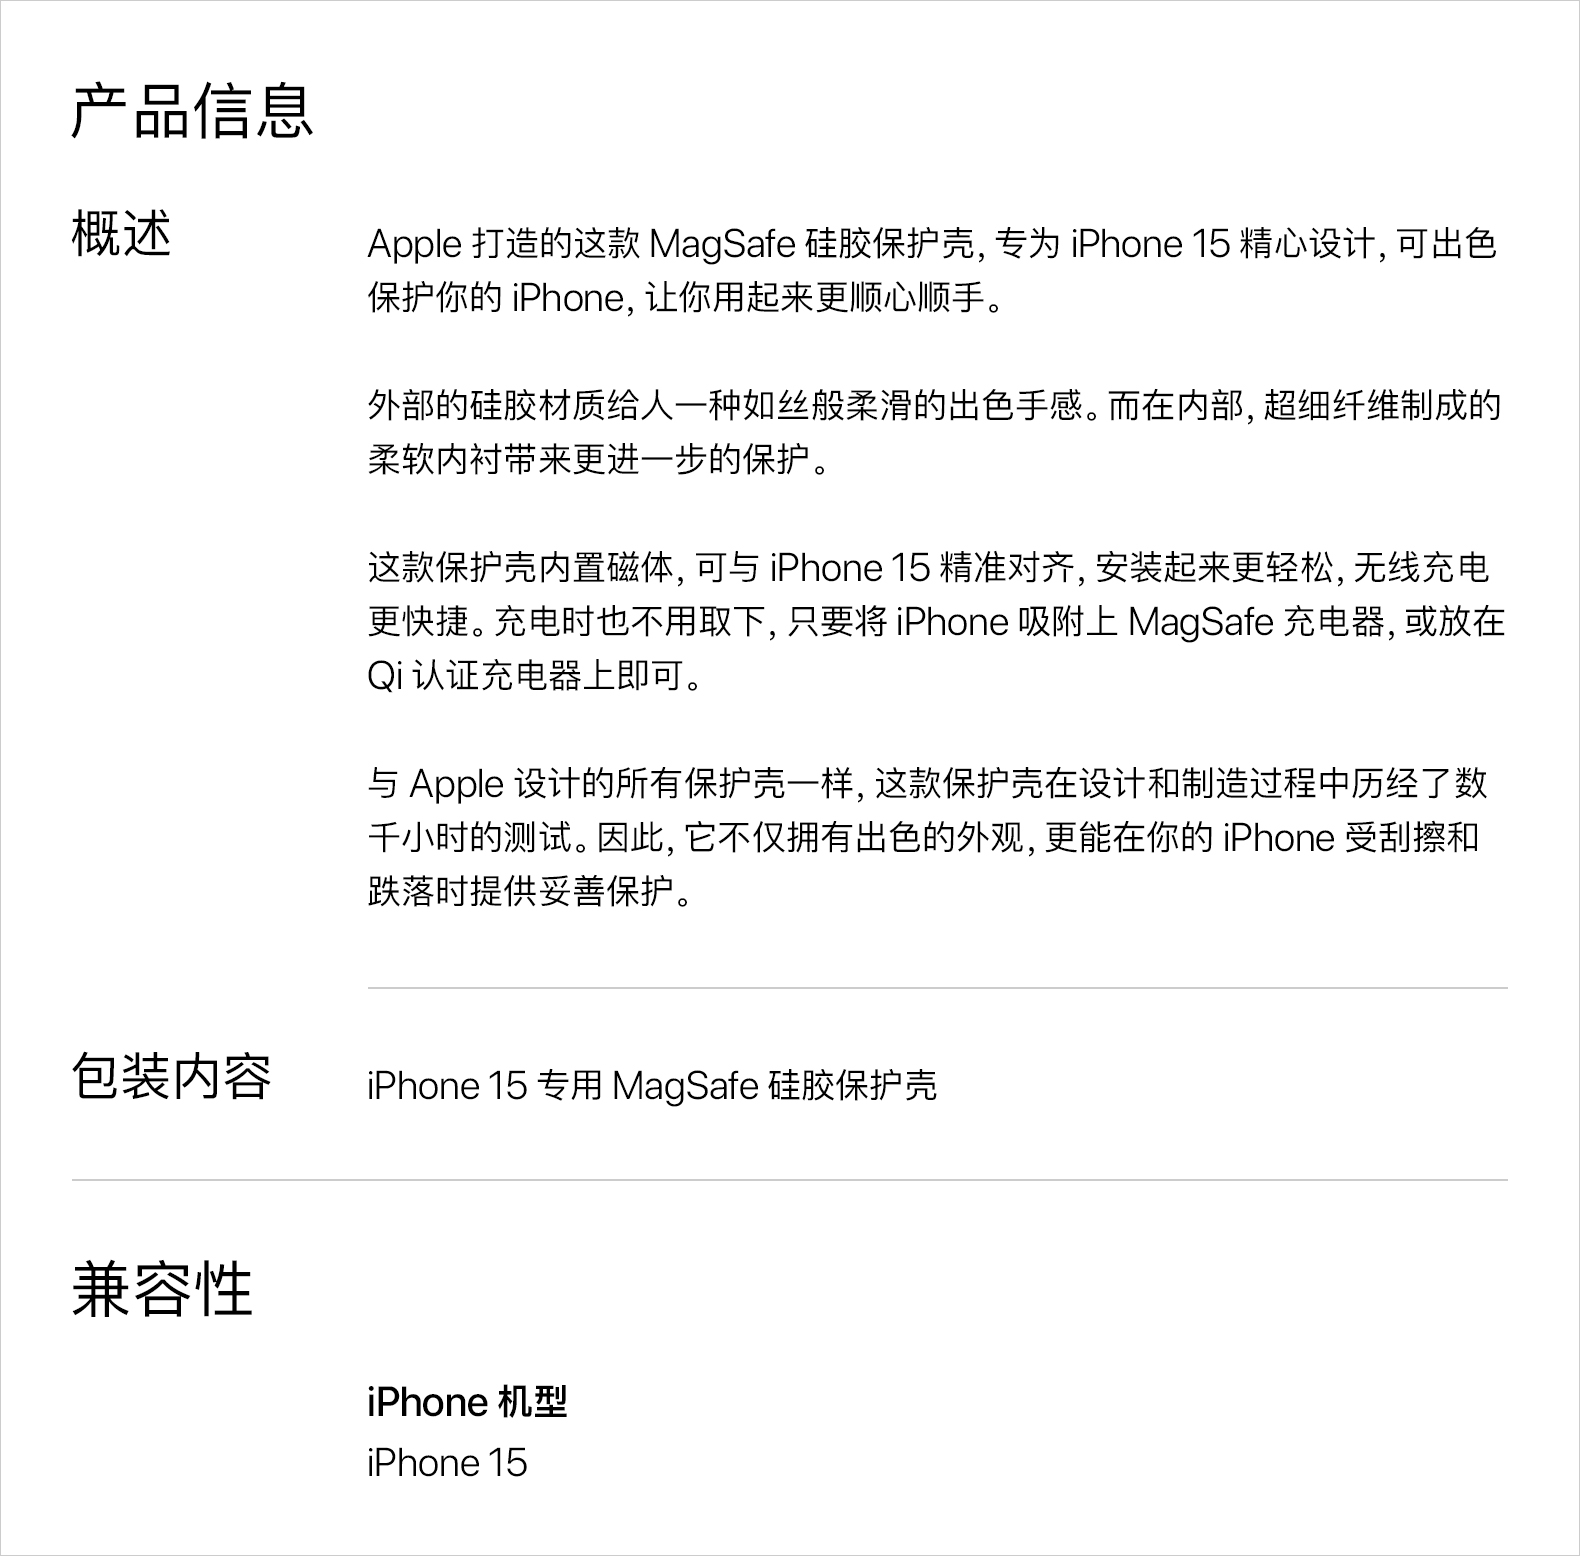 产品信息
概述
Apple 打造的这款 MagSafe 硅胶保护壳，专为 iPhone 15 精心设计，可出色
保护你的 iPhone，让你用起来更顺心顺手。
外部的硅胶材质给人一种如丝般柔滑的出色手感。而在内部，超细纤维制成的
柔软内衬带来更进一步的保护。
这款保护壳内置磁体，可与 iPhone 15 精准对齐，安装起来更轻松，无线充电
更快捷。充电时也不用取下，只要将 iPhone 吸附上 MagSafe 充电器，或放在
Qi 认证充电器上即可。
与 Apple 设计的所有保护壳一样，这款保护壳在设计和制造过程中历经了数
千小时的测试。因此，它不仅拥有出色的外观，更能在你的 iPhone 受刮擦和
跌落时提供妥善保护。
包装内容
iPhone 15 专用 MagSafe 硅胶保护壳
兼容性
iPhone 机型
iPhone 15